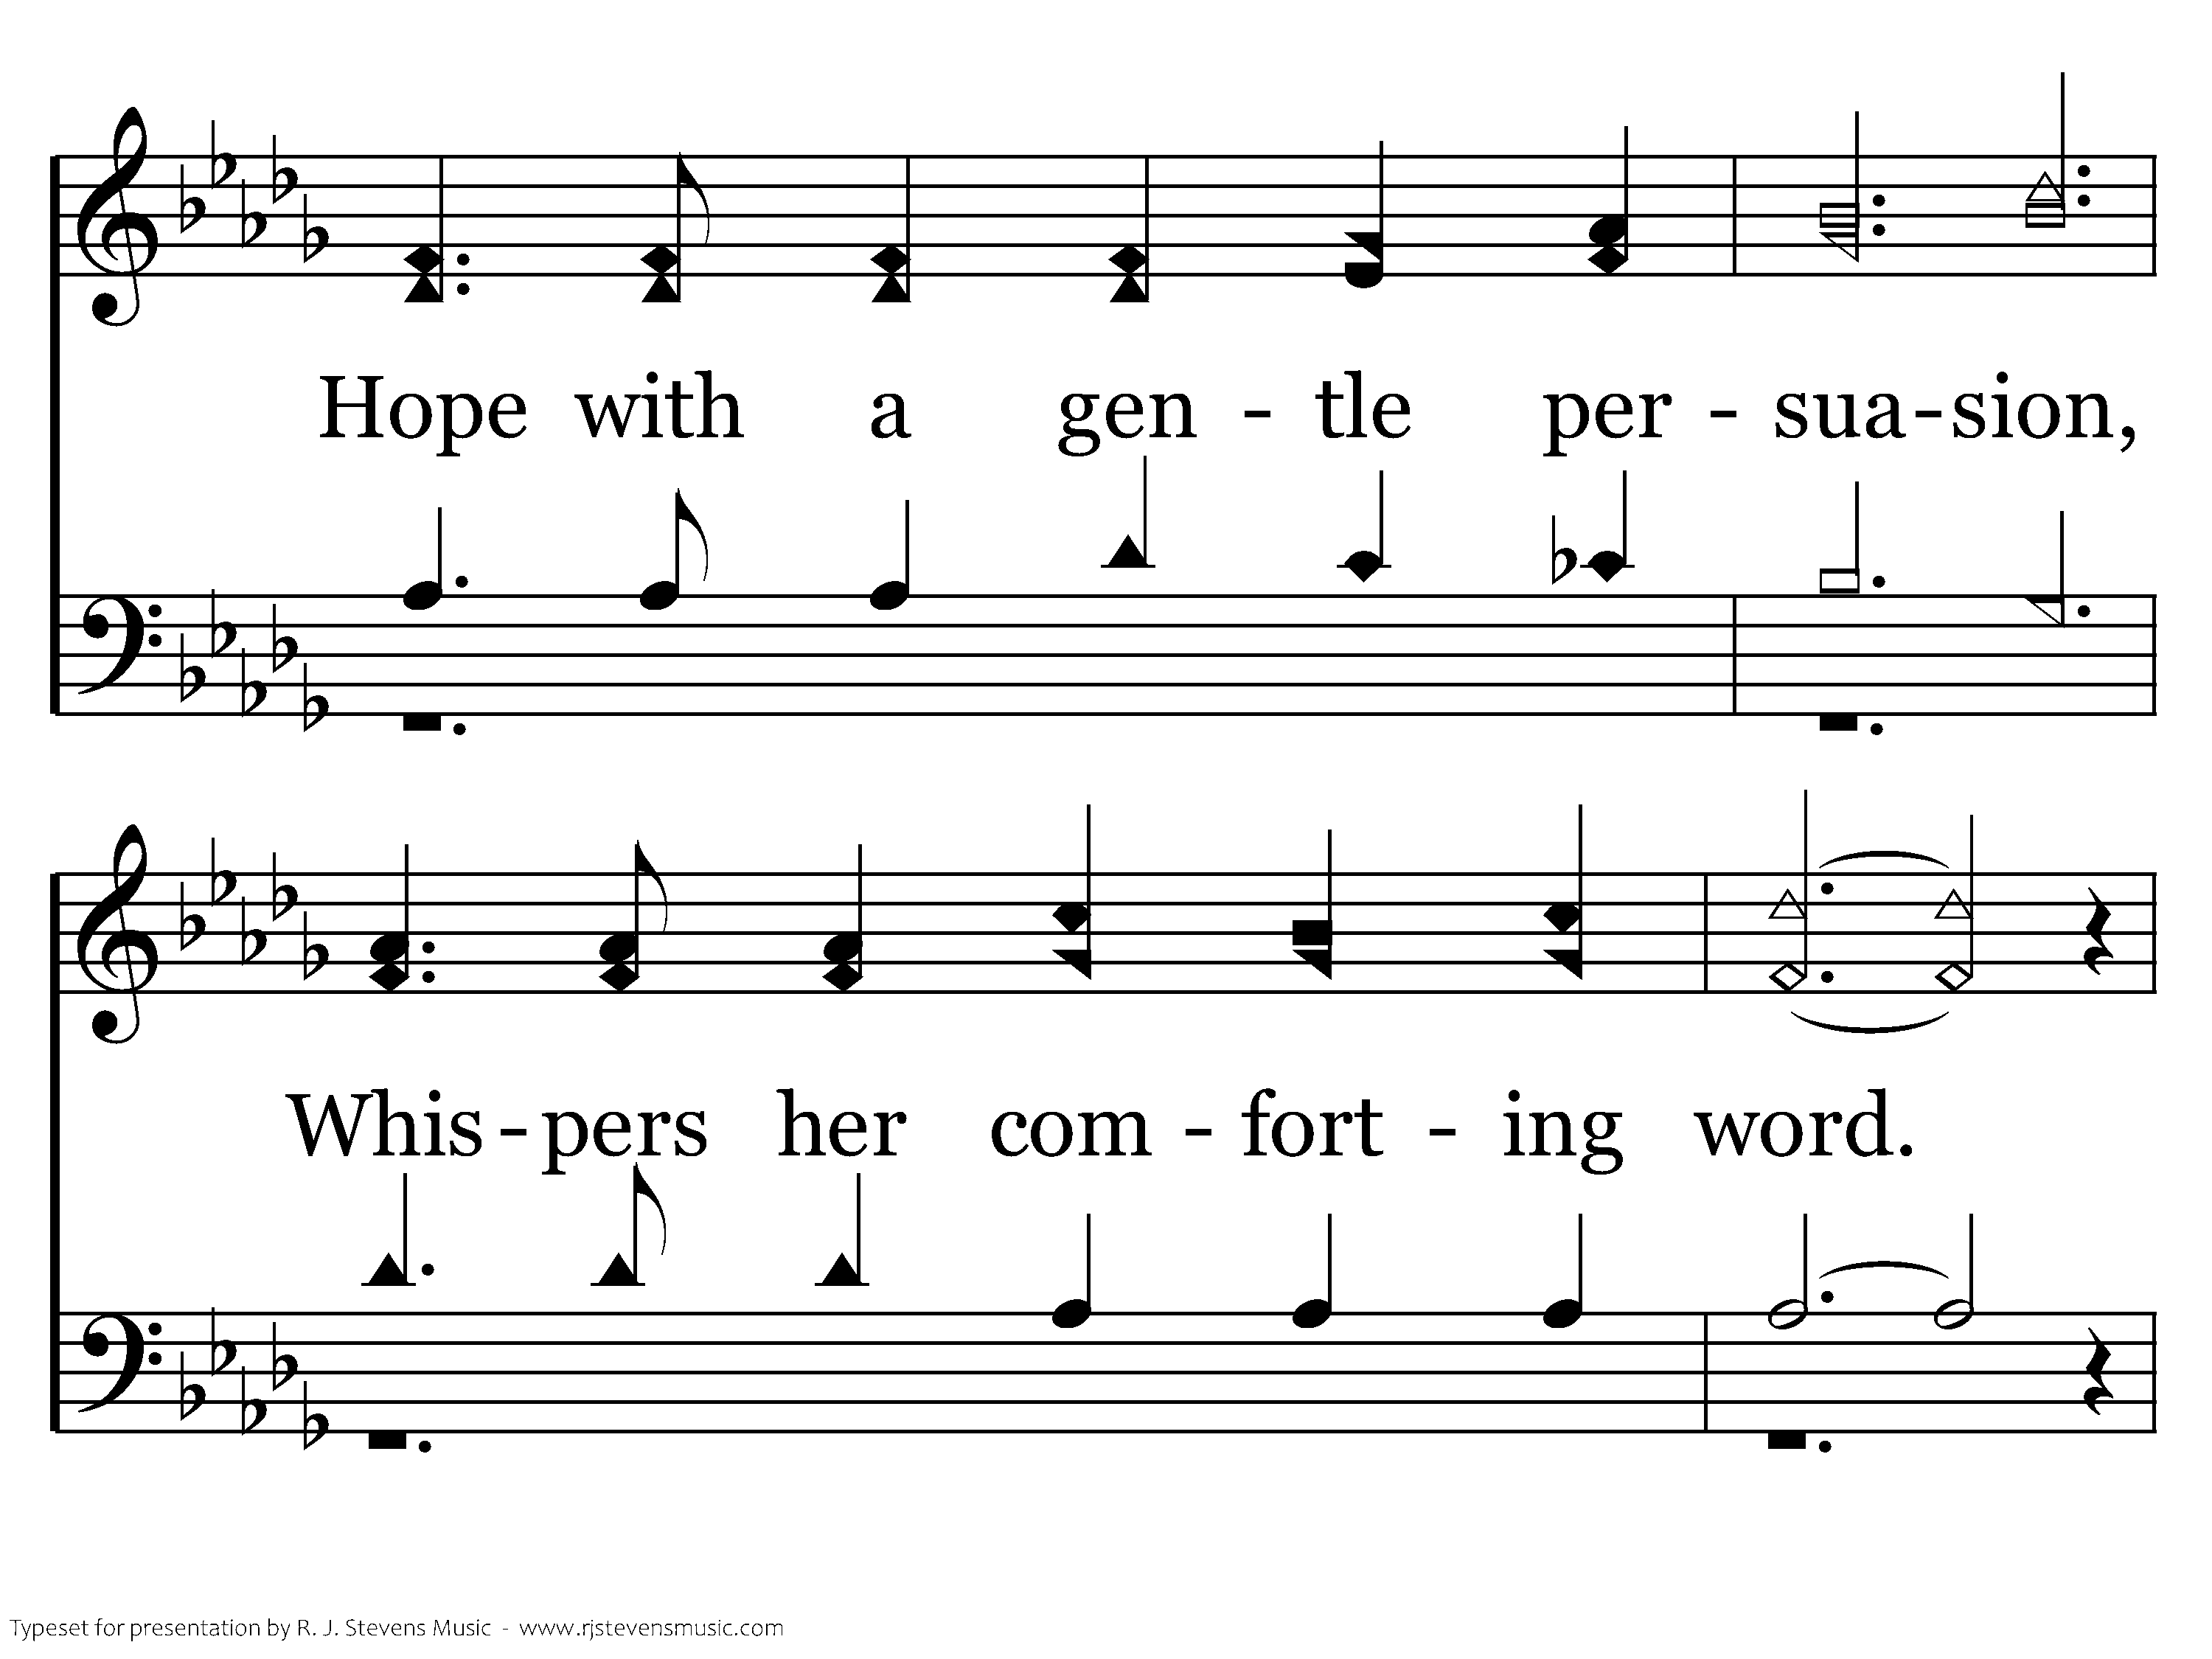 Hope with a gen - tle per - sua-sion,
Whis-pers her com - fort - ing word.
Typeset for presentation by R. J. Stevens Music - www.rjstevensmusic.com